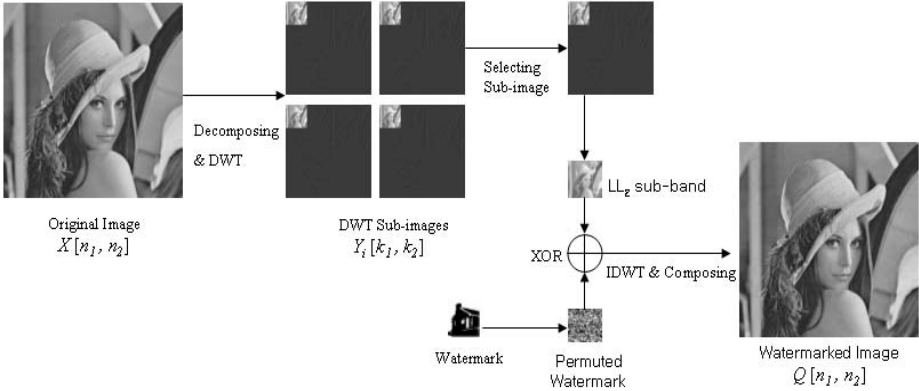 Decomposing
& DWT
Selecting
Sub-image
Original Image
X [n1, n2]
DWT Sub-images
Yi [k1, k2]
LL2 sub-band
XOR
IDWT & Composing
Watermark
Permuted
Watermark
Watermarked Image
Q [n1, n2]